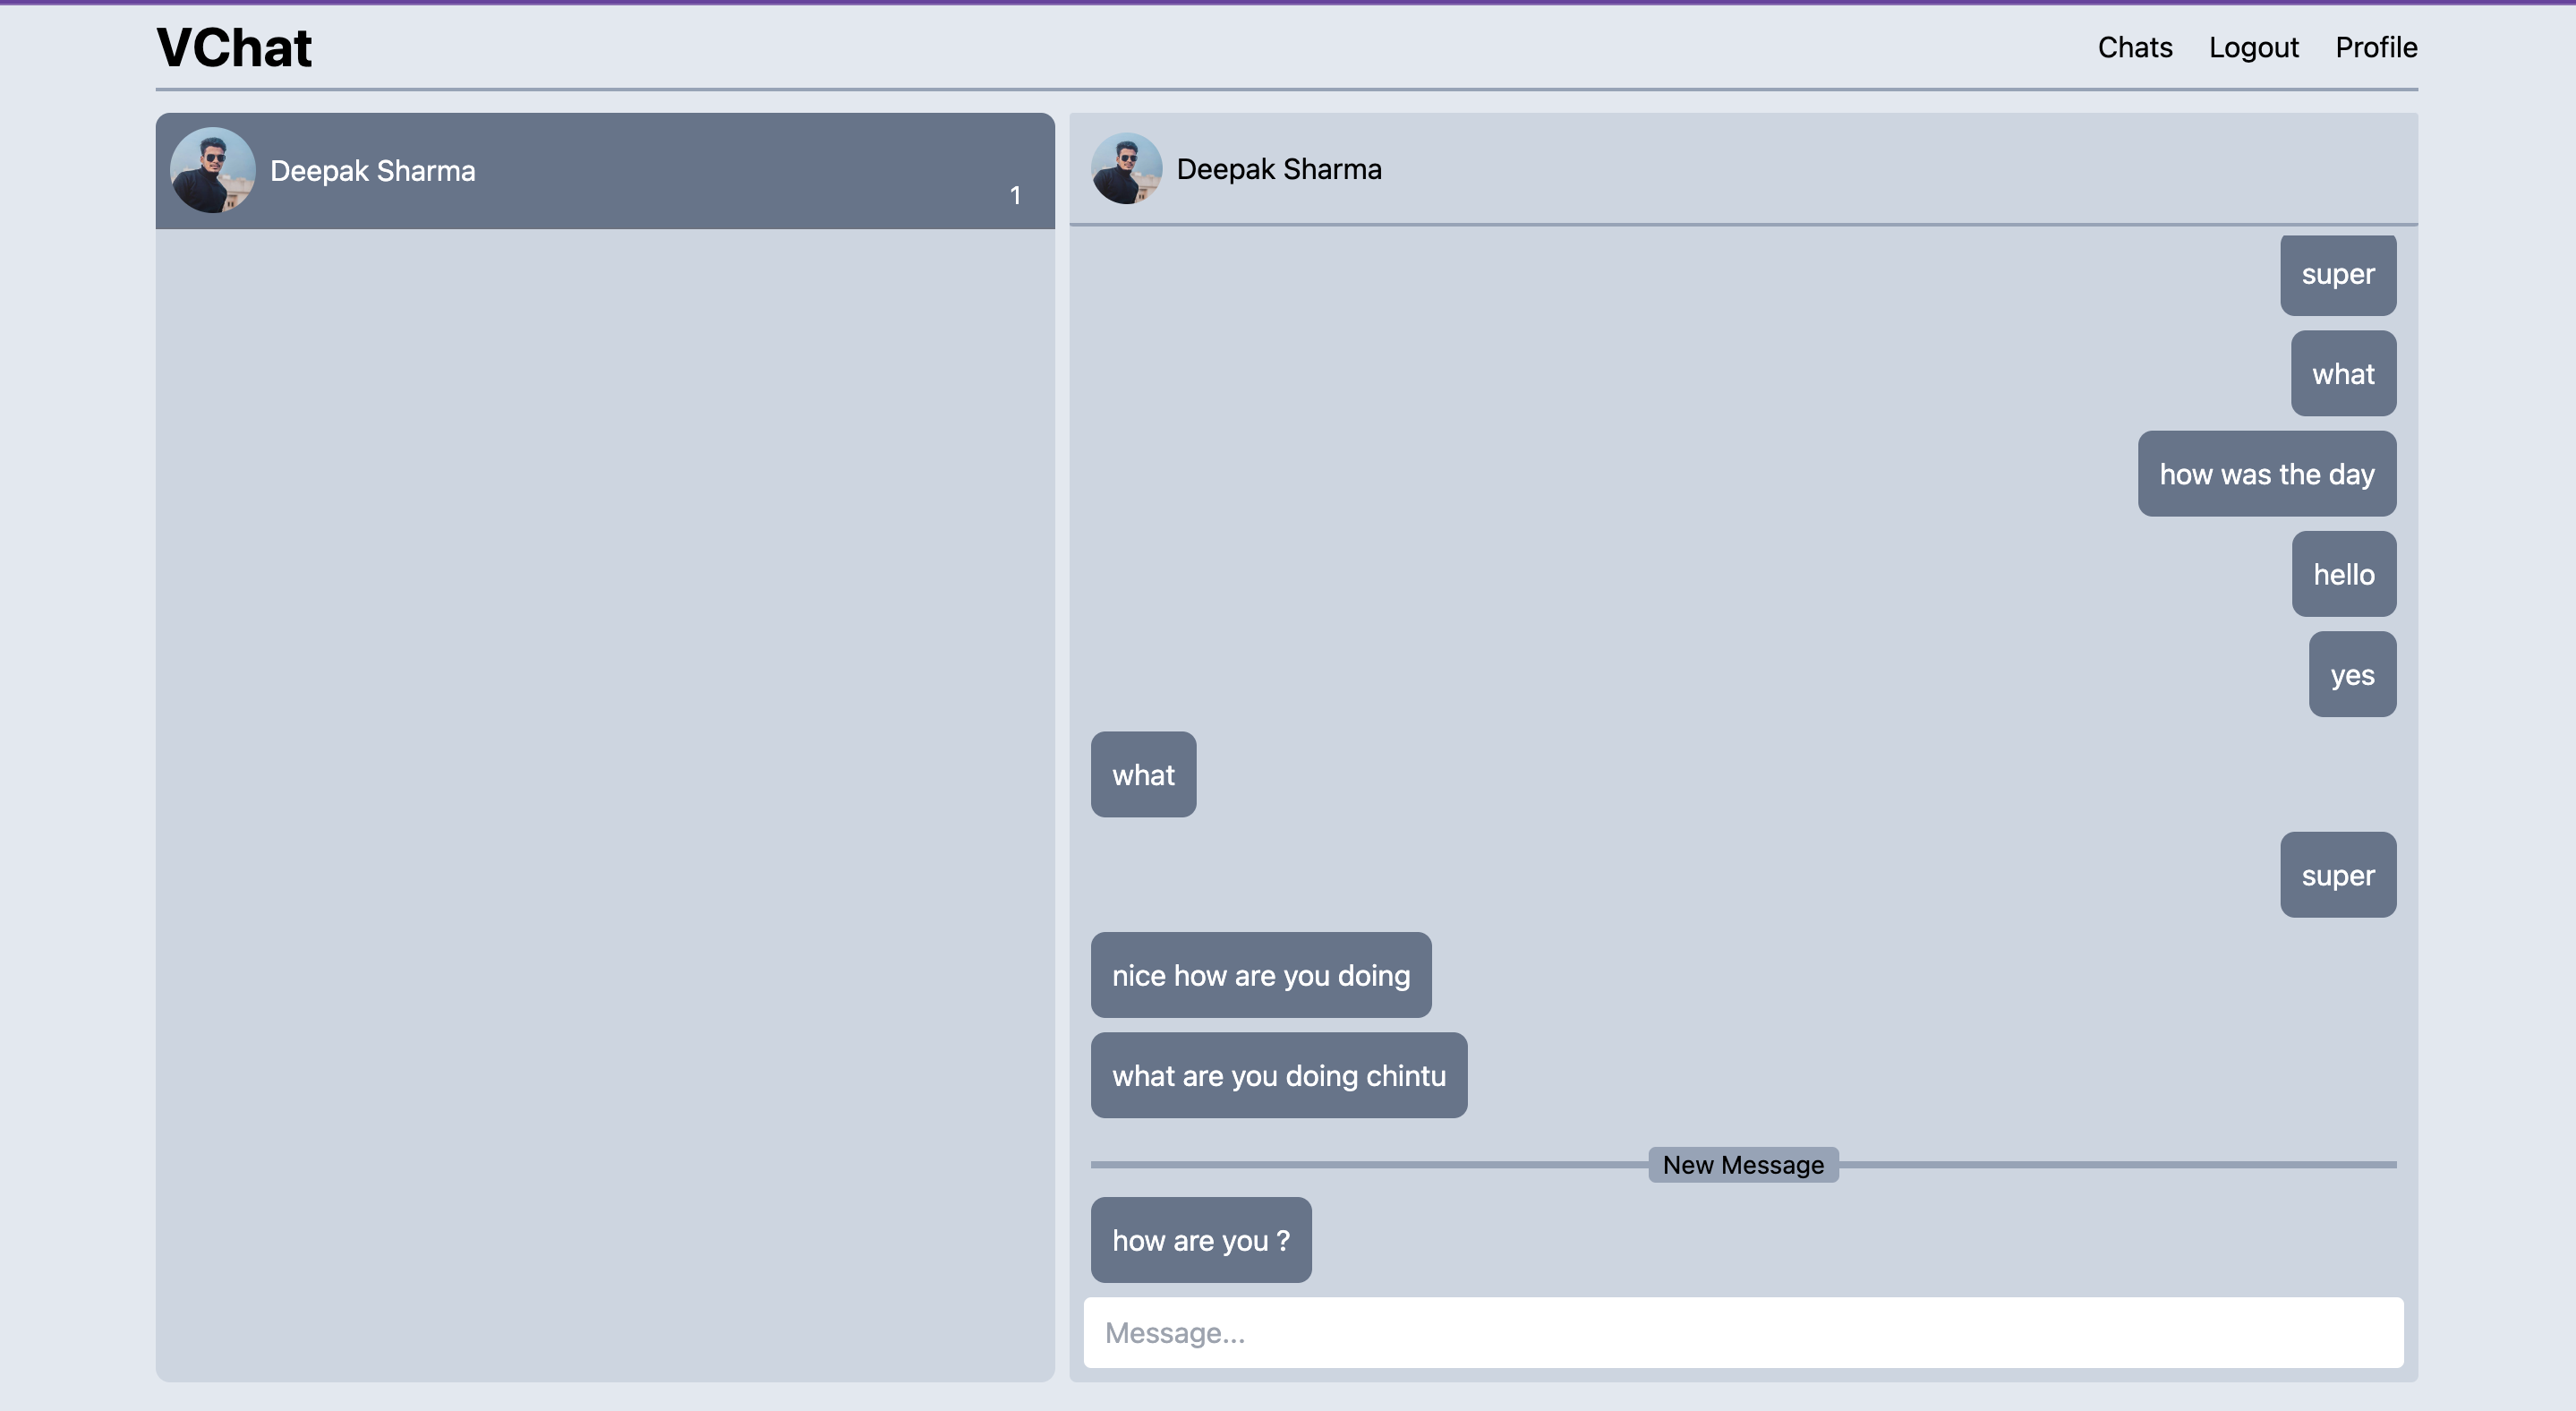 VChat
Chats Logout Profile
Deepak Sharma
1
Deepak Sharma
super
what
how was the day
hello
yes
what
super
nice how are you doing
what are you doing chintu
New Message
how are you ?
Message...